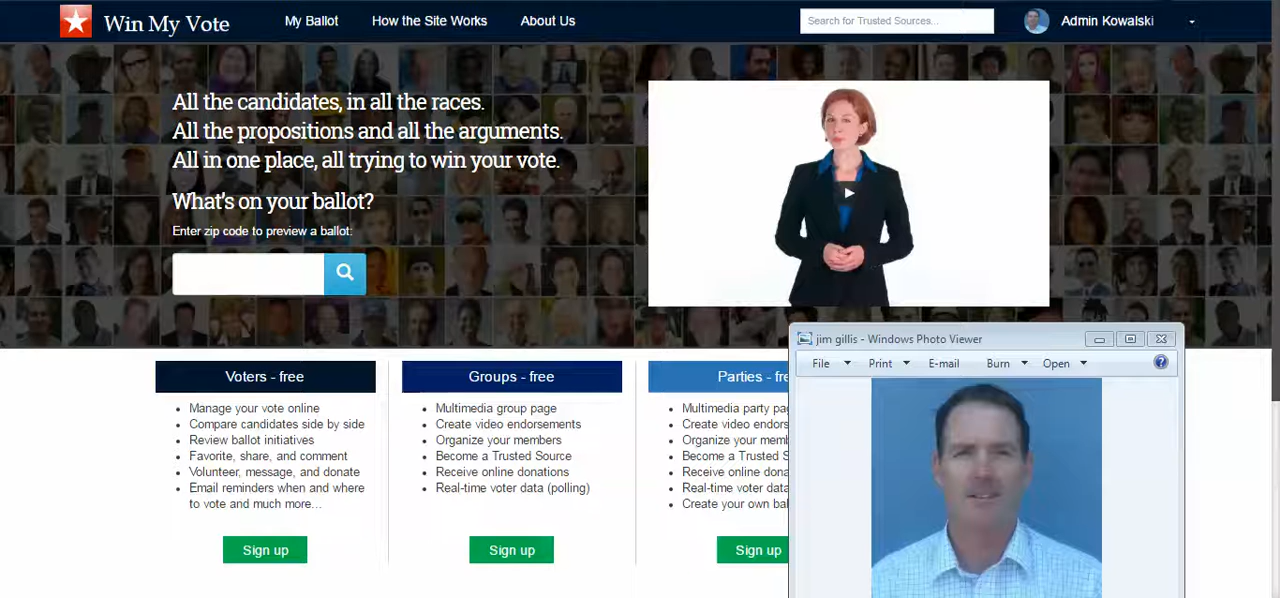 Win My Vote
My Ballot
How the Site Works
About Us
Search for Trusted Sources...
Admin Kowalski
All the candidates, in all the races.
All the propositions and all the arguments.
All in one place, all trying to win your vote.
What's on your ballot?
Enter zip code to preview a ballot:
Voters - free
Manage your vote online
Compare candidates side by side
Review ballot initiatives
Favorite, share, and comment
Volunteer, message, and donate
Email reminders when and where
to vote and much more...
Sign up
Groups - free
Multimedia group page
Create video endorsements
Organize your members
Become a Trusted Source
Receive online donations
Real-time voter data (polling)
Sign up
Parties - fre
Multimedia party pag
Create video endors
Organize your memb
Become a Trusted S
Receive online dona
Real-time voter data
Create your own bal
Sign up
jim gillis - Windows Photo Viewer
File
Print
E-mail
Burn
Open